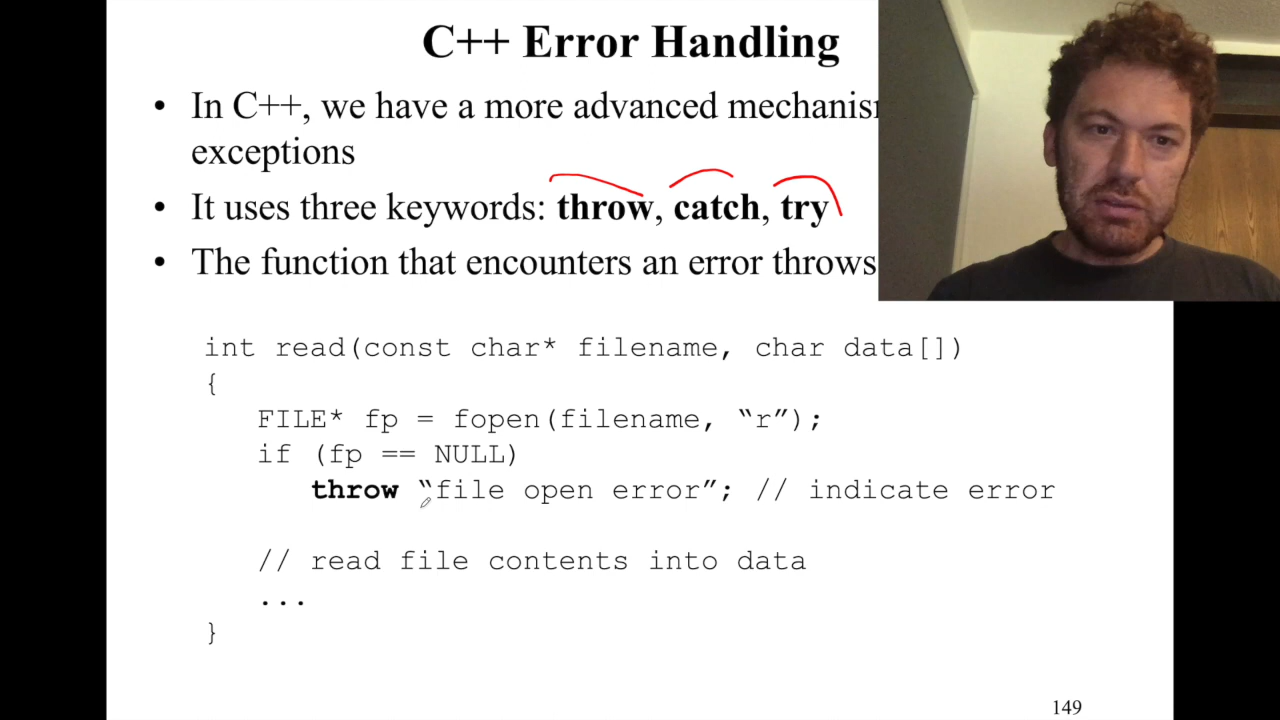 C++ Error Handling
• In C++, we have a more advanced
exceptions
• It uses three keywords: throw, catch, try
• The function that encounters an error throws
int read(const char* filename, char data[])
{
FILE* fp = fopen(filename, “r”);
if (fp == NULL)
throw “file open error”; // indicate error
// read file contents into data
...
}
149